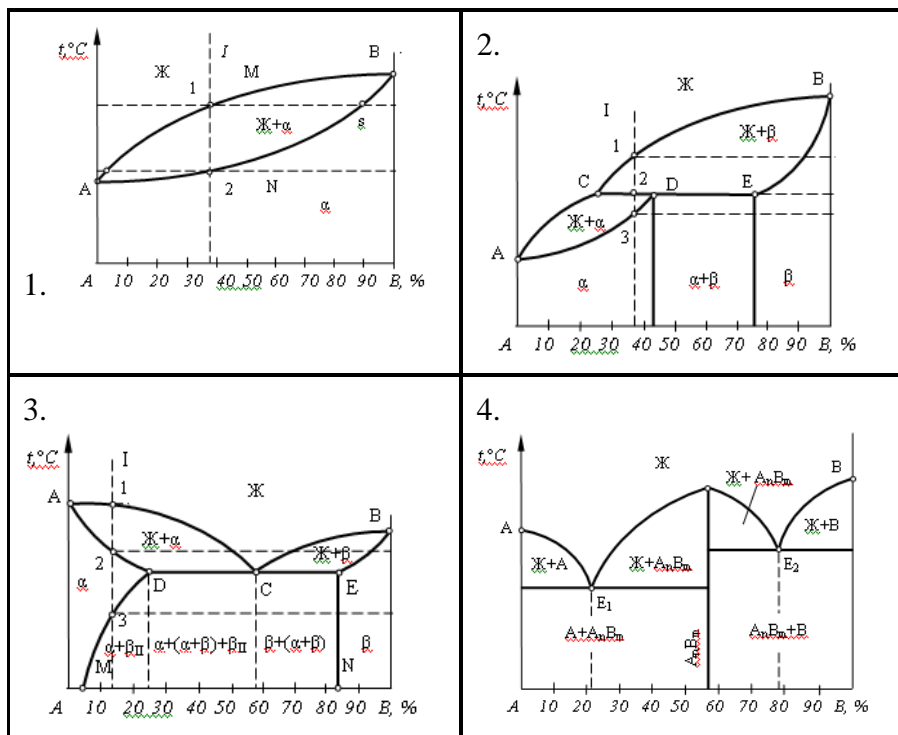 1.
t,°C
I
B
Ж
М
1
Ж+α
s
A
2
N
α
A 10 20 30 40 50 60 70 80 90 B, %
2.
t,°C
Ж
B
I
Ж+β
1
C
2
D
E
Ж+α
3
A
α
α+β
β
A 10 20 30 40 50 60 70 80 90 B, %
3.
t,°C
I
A
1
Ж
B
Ж+α
Ж+β
2
α
D
C
E
3
α+βII
α+(α+β)+βII
β+(α+β)
β
M
N
A 10 20 30 40 50 60 70 80 90 B, %
4.
t,°C
Ж
Ж+ AnBm
B
A
Ж+B
Ж+A
Ж+AnBm
E2
E1
A+AnBm
AnBm
AnBm+B
A 10 20 30 40 50 60 70 80 90 B, %